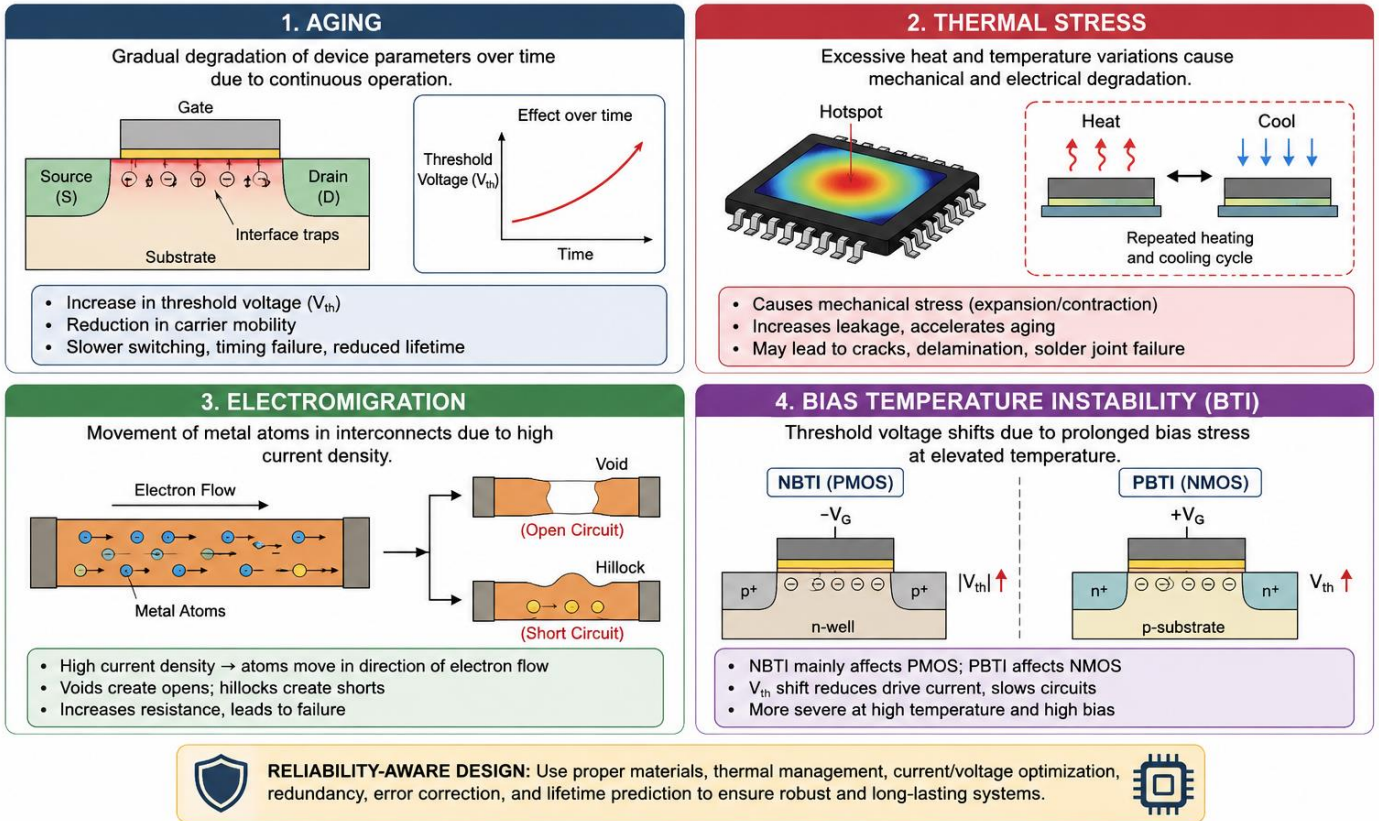 1. AGING
Gradual degradation of device parameters over time
due to continuous operation.
Gate
Source
(S)
Drain
(D)
Interface traps
Substrate
Effect over time
Threshold
Voltage (Vth)
Time
• Increase in threshold voltage (Vth)
• Reduction in carrier mobility
• Slower switching, timing failure, reduced lifetime
2. THERMAL STRESS
Excessive heat and temperature variations cause
mechanical and electrical degradation.
Hotspot
Heat
Cool
Repeated heating
and cooling cycle
• Causes mechanical stress (expansion/contraction)
• Increases leakage, accelerates aging
• May lead to cracks, delamination, solder joint failure
3. ELECTROMIGRATION
Movement of metal atoms in interconnects due to high
current density.
Electron Flow
Metal Atoms
Void
(Open Circuit)
Hillock
(Short Circuit)
• High current density → atoms move in direction of electron flow
• Voids create opens; hillocks create shorts
• Increases resistance, leads to failure
4. BIAS TEMPERATURE INSTABILITY (BTI)
Threshold voltage shifts due to prolonged bias stress
at elevated temperature.
NBTI (PMOS)
−VG
p+
p+
|Vth|
n-well
PBTI (NMOS)
+VG
n+
n+
Vth
p-substrate
• NBTI mainly affects PMOS; PBTI affects NMOS
• Vth shift reduces drive current, slows circuits
• More severe at high temperature and high bias
RELIABILITY-AWARE DESIGN: Use proper materials, thermal management, current/voltage optimization,
redundancy, error correction, and lifetime prediction to ensure robust and long-lasting systems.